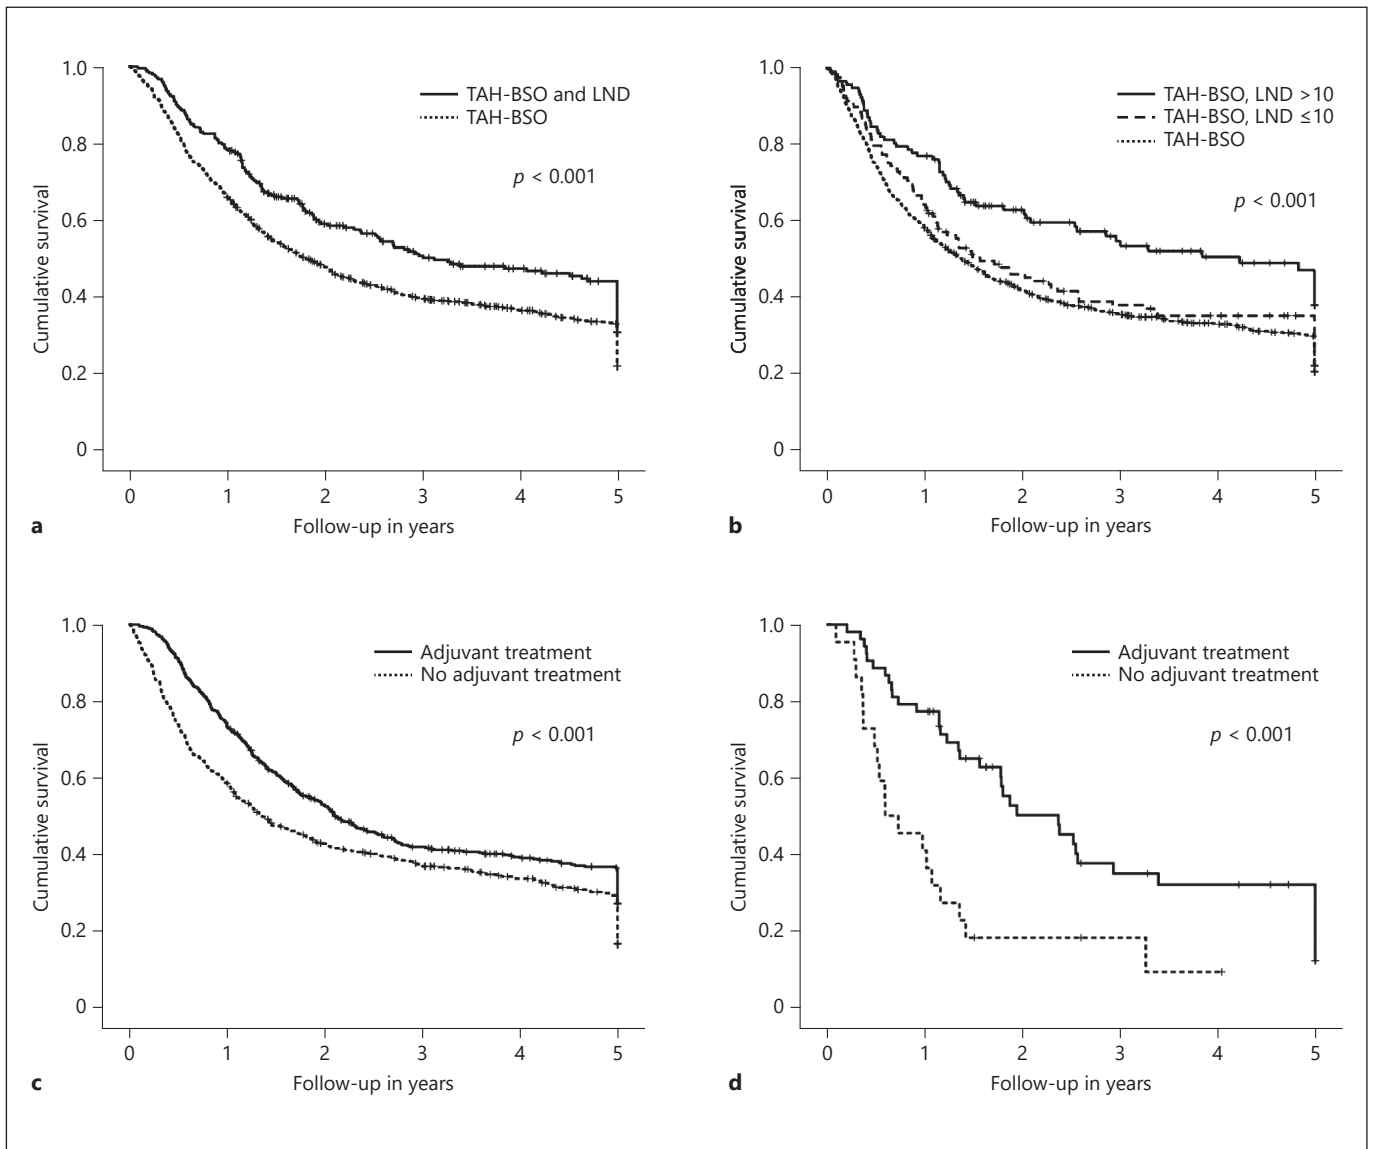 1.0
0.8
0.6
0.4
0.2
0
Cumulative survival
TAH-BSO and LND
TAH-BSO
p < 0.001
0 1 2 3 4 5
Follow-up in years
a
1.0
0.8
0.6
0.4
0.2
0
Cumulative survival
TAH-BSO, LND >10
TAH-BSO, LND ≤10
TAH-BSO
p < 0.001
0 1 2 3 4 5
Follow-up in years
b
1.0
0.8
0.6
0.4
0.2
0
Cumulative survival
Adjuvant treatment
No adjuvant treatment
p < 0.001
0 1 2 3 4 5
Follow-up in years
c
1.0
0.8
0.6
0.4
0.2
0
Cumulative survival
Adjuvant treatment
No adjuvant treatment
p < 0.001
0 1 2 3 4 5
Follow-up in years
d